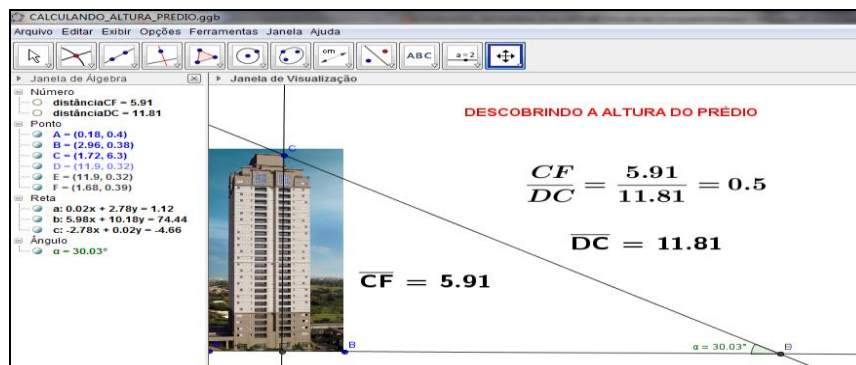 CALCULANDO_ALTURA_PREDIO.ggb
Arquivo Editar Exibir Opções Ferramentas Janela Ajuda
cm
ABC
a=2
Janela de Álgebra
Número
distânciaCF = 5.91
distânciaDC = 11.81
Ponto
A = (0.18, 0.4)
B = (2.96, 0.38)
C = (1.72, 6.3)
D = (11.9, 0.32)
E = (11.9, 0.32)
F = (1.68, 0.39)
Reta
a: 0.02x + 2.78y = 1.12
b: 5.98x + 10.18y = 74.44
c: -2.78x + 0.02y = -4.66
Ângulo
α = 30.03°
Janela de Visualização
DESCOBRINDO A ALTURA DO PRÉDIO
C
CF / DC = 5.91 / 11.81 = 0.5
DC = 11.81
CF = 5.91
B
α = 30.03°